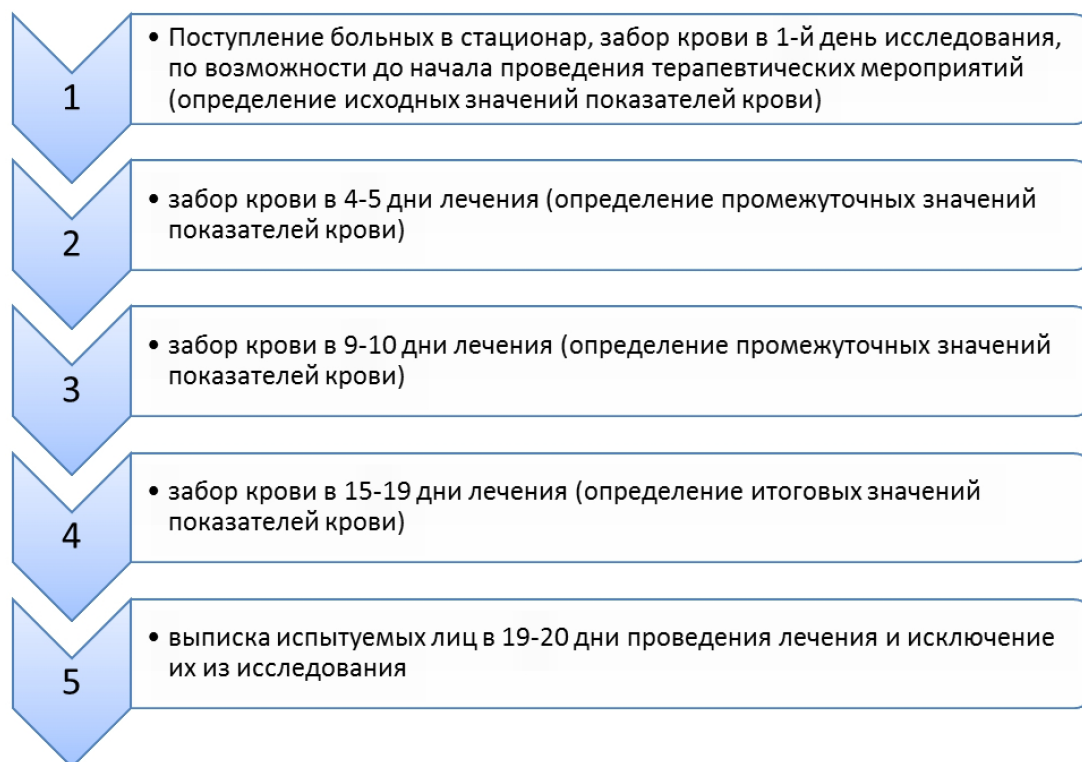 1
• Поступление больных в стационар, забор крови в 1-й день исследования,
по возможности до начала проведения терапевтических мероприятий
(определение исходных значений показателей крови)
2
• забор крови в 4-5 дни лечения (определение промежуточных значений
показателей крови)
3
• забор крови в 9-10 дни лечения (определение промежуточных значений
показателей крови)
4
• забор крови в 15-19 дни лечения (определение итоговых значений
показателей крови)
5
• выписка испытуемых лиц в 19-20 дни проведения лечения и исключение
их из исследования